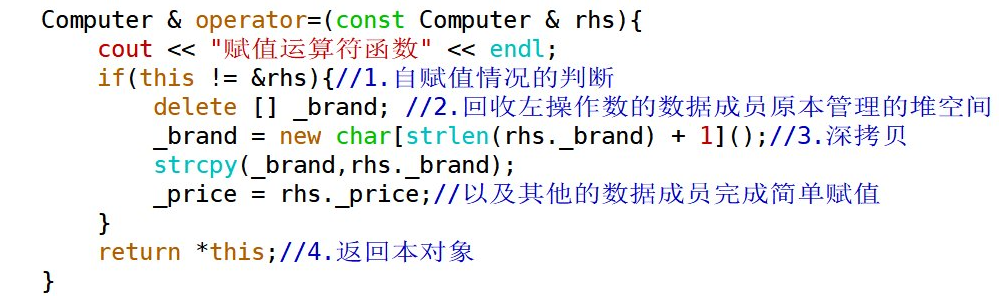 Computer & operator=(const Computer & rhs){
    cout << "赋值运算符函数" << endl;
    if(this != &rhs){//1.自赋值情况的判断
        delete [] _brand; //2.回收左操作数的数据成员原本管理的堆空间
        _brand = new char[strlen(rhs._brand) + 1]();//3.深拷贝
        strcpy(_brand,rhs._brand);
        _price = rhs._price;//以及其他的数据成员完成简单赋值
    }
    return *this;//4.返回本对象
}